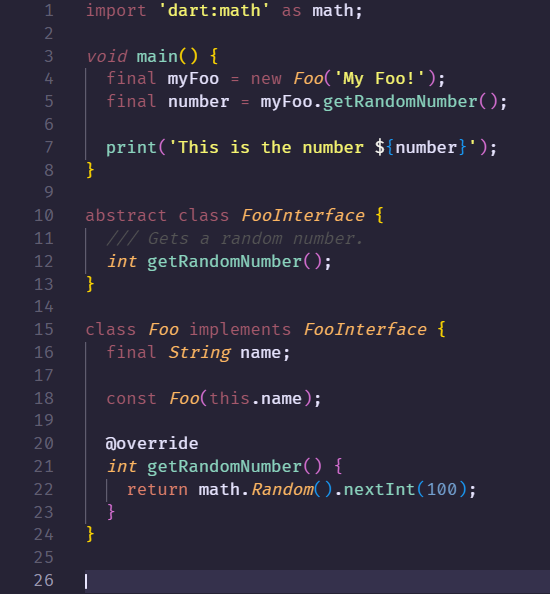 1 import 'dart:math' as math;
2
3 void main() {
4   final myFoo = new Foo('My Foo!');
5   final number = myFoo.getRandomNumber();
6
7   print('This is the number ${number}');
8 }
9
10 abstract class FooInterface {
11   /// Gets a random number.
12   int getRandomNumber();
13 }
14
15 class Foo implements FooInterface {
16   final String name;
17
18   const Foo(this.name);
19
20   @override
21   int getRandomNumber() {
22     return math.Random().nextInt(100);
23   }
24 }
25
26